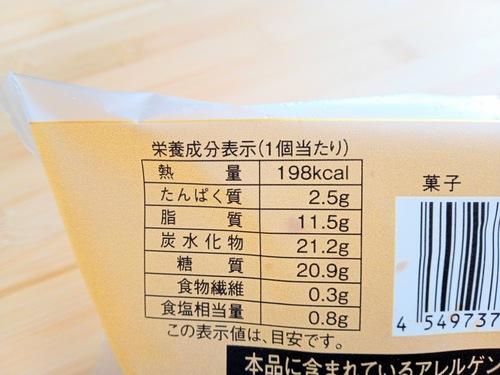 栄養成分表示(1個当たり)
熱量 198kcal
たんぱく質 2.5g
脂質 11.5g
炭水化物 21.2g
糖質 20.9g
食物繊維 0.3g
食塩相当量 0.8g
この表示値は、目安です。
菓子
4 549737
本品に含まれているアレルゲン